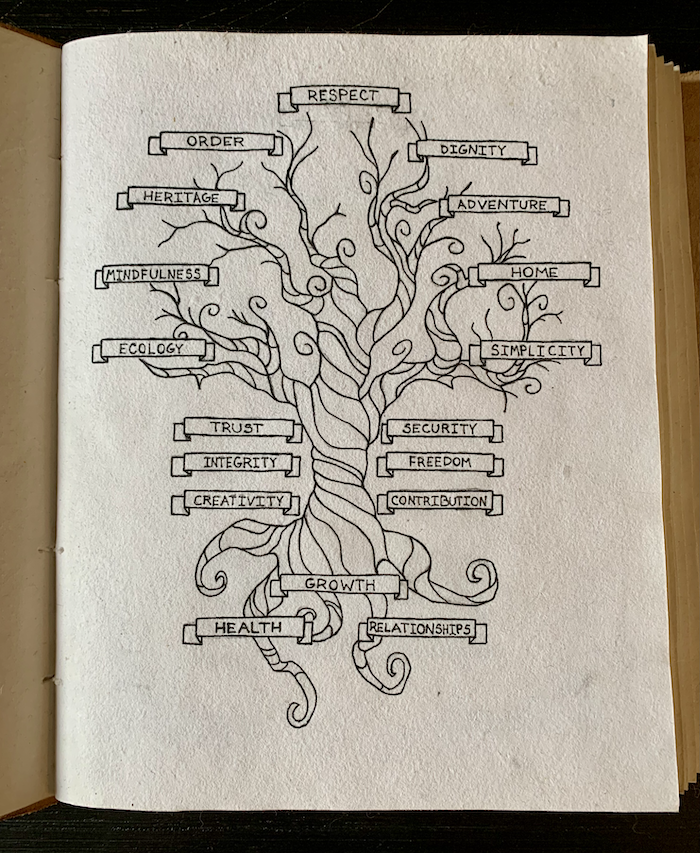 RESPECT
ORDER
DIGNITY
HERITAGE
ADVENTURE
MINDFULNESS
HOME
ECOLOGY
SIMPLICITY
TRUST
SECURITY
INTEGRITY
FREEDOM
CREATIVITY
CONTRIBUTION
GROWTH
HEALTH
RELATIONSHIPS